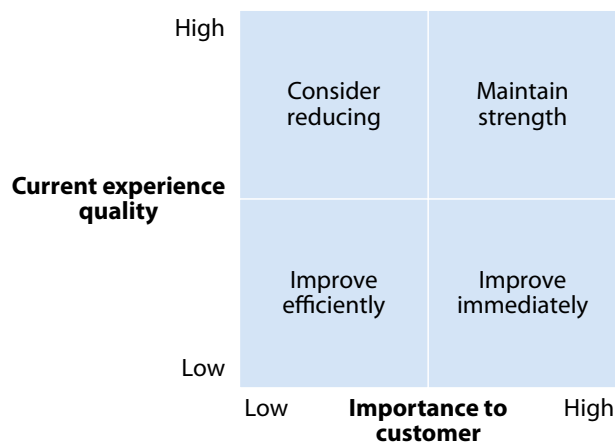 High
Consider
reducing
Maintain
strength
Current experience
quality
Improve
efficiently
Improve
immediately
Low
Low
Importance to
customer
High